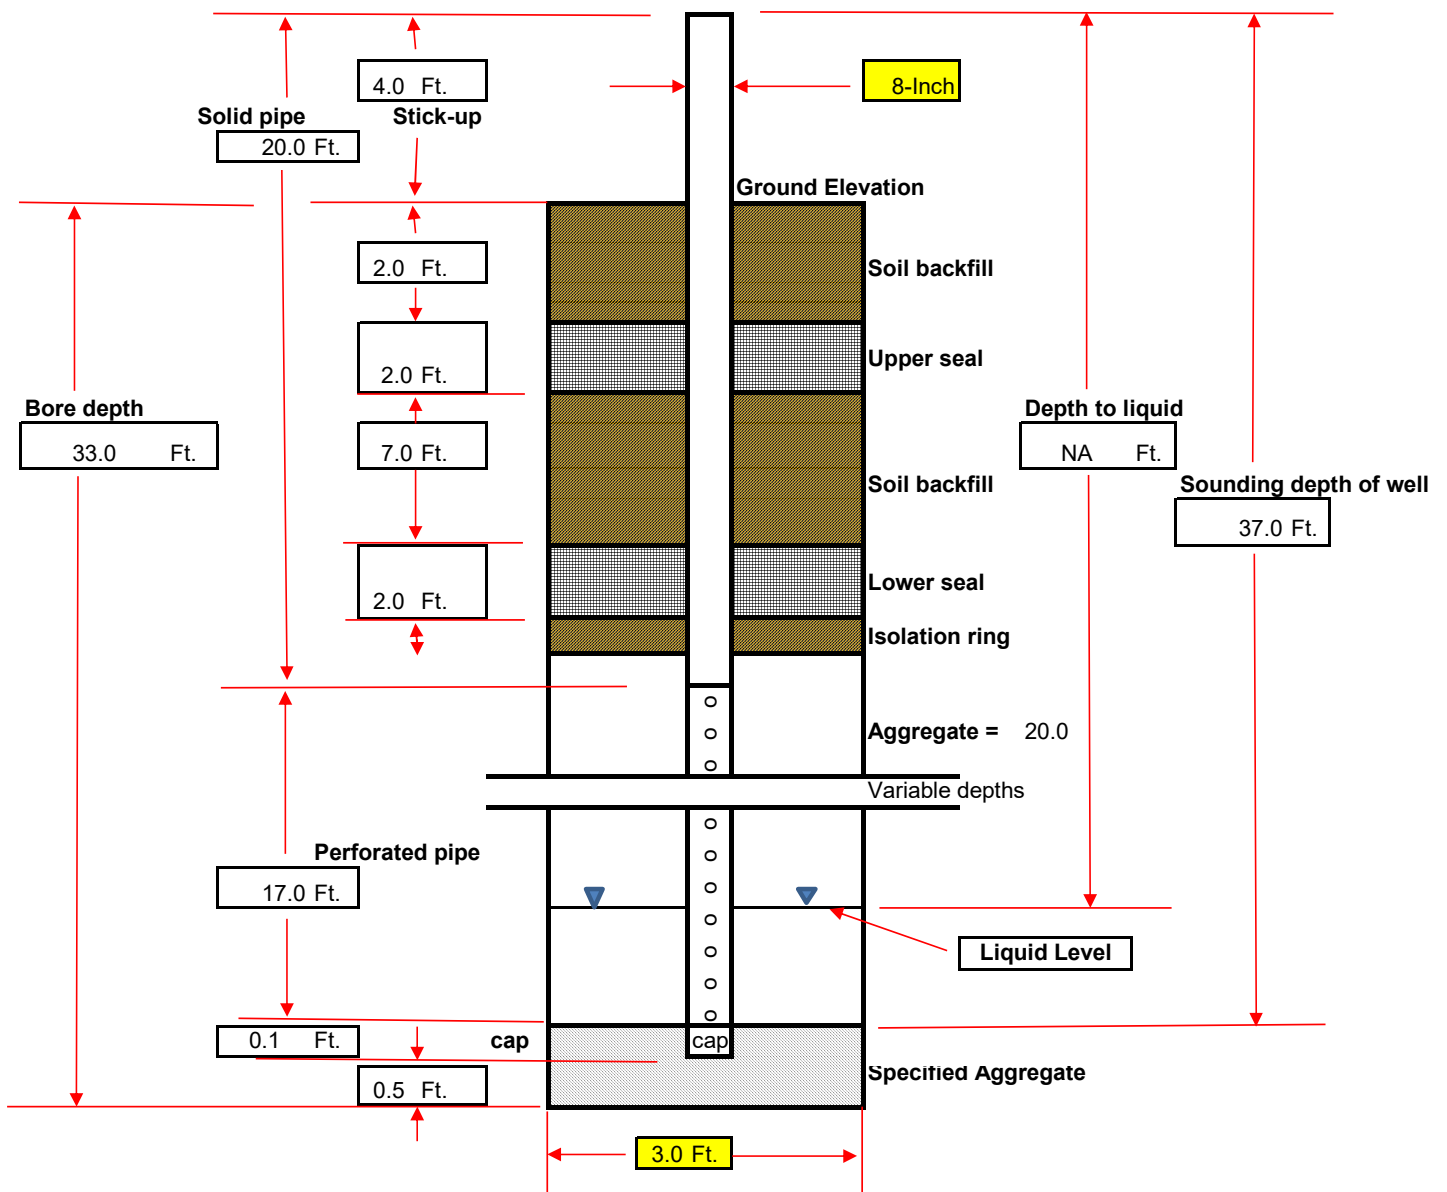 4.0 Ft.
8-Inch
Solid pipe
Stick-up
20.0 Ft.
Ground Elevation
2.0 Ft.
Soil backfill
2.0 Ft.
Upper seal
Bore depth
33.0 Ft.
7.0 Ft.
Depth to liquid
NA Ft.
Soil backfill
Sounding depth of well
37.0 Ft.
2.0 Ft.
Lower seal
Isolation ring
Aggregate = 20.0
Variable depths
Perforated pipe
17.0 Ft.
Liquid Level
0.1 Ft.
cap
cap
Specified Aggregate
0.5 Ft.
3.0 Ft.